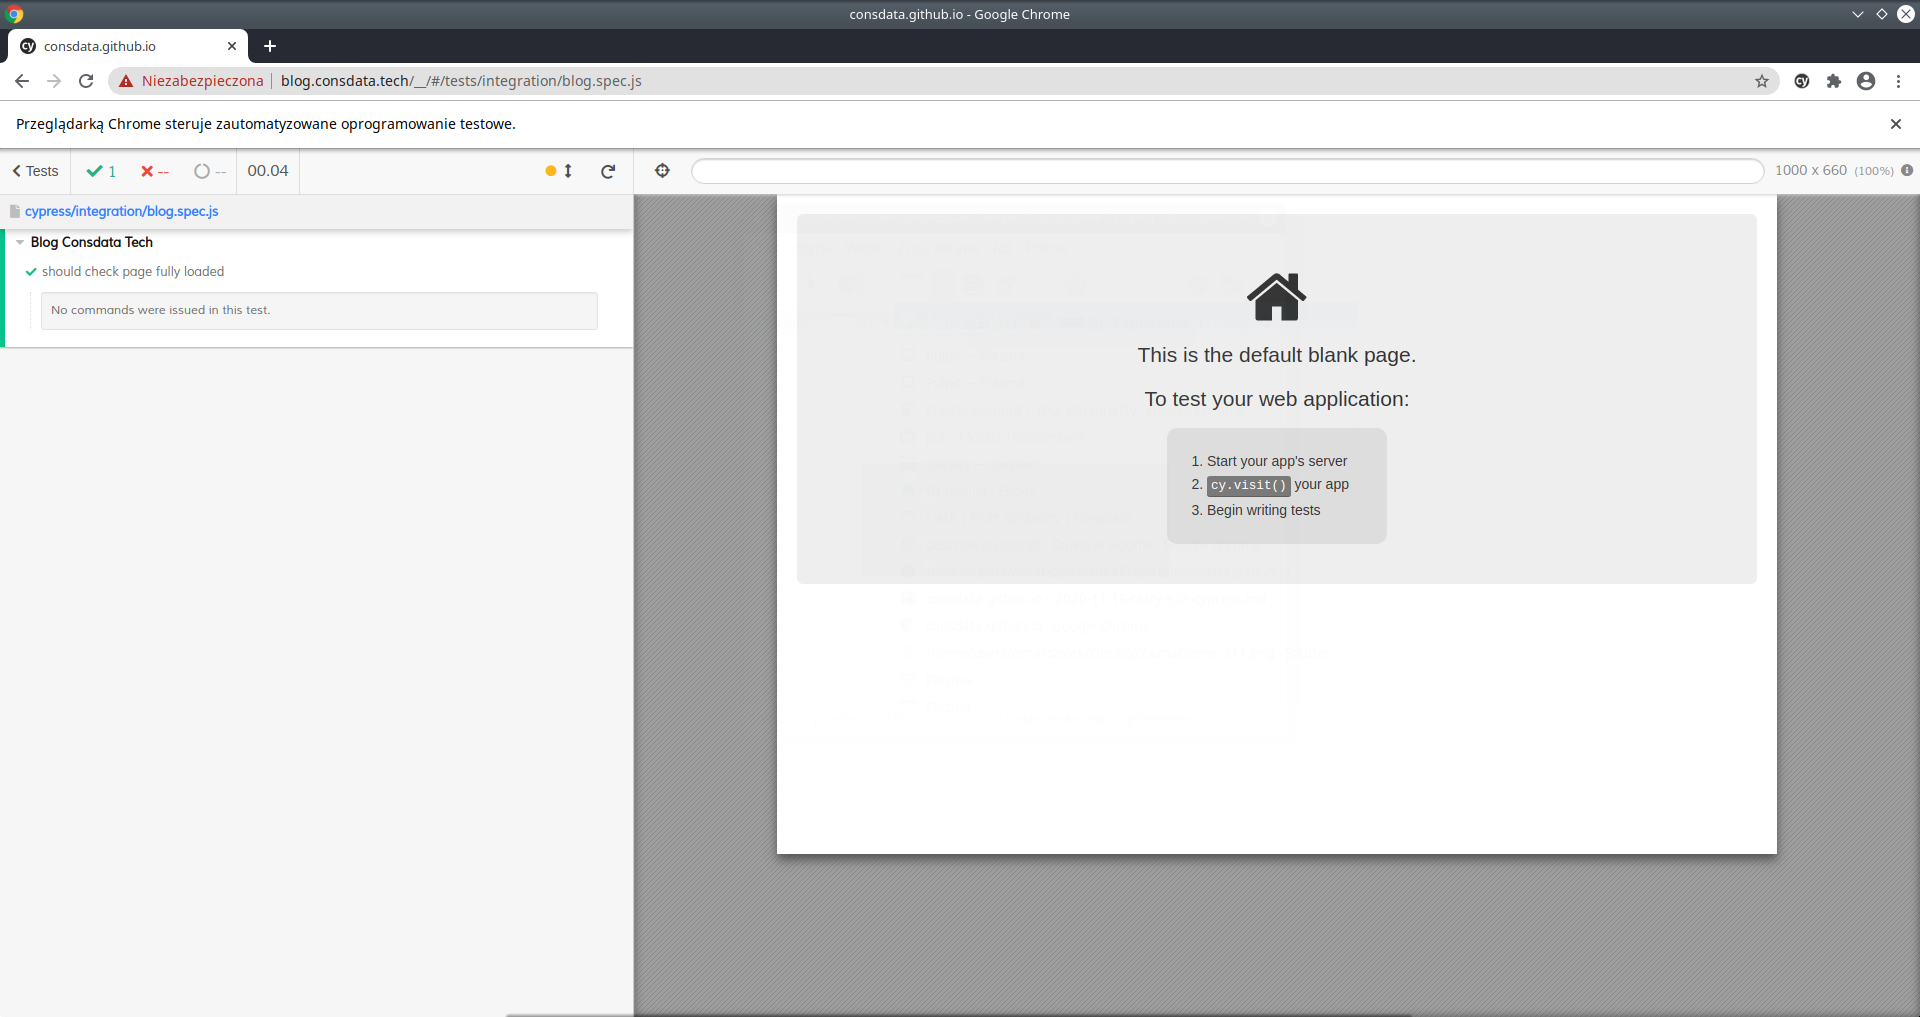 consdata.github.io - Google Chrome
cy consdata.github.io
Niezabezpieczona blog.consdata.tech/__/#/tests/integration/blog.spec.js
cy
Przeglądarką Chrome steruje zautomatyzowane oprogramowanie testowe.
Tests 1 -- -- 00.04 1000 x 660 (100%)
cypress/integration/blog.spec.js
Blog Consdata Tech
should check page fully loaded
No commands were issued in this test.
This is the default blank page.
To test your web application:
1. Start your app's server
2. cy.visit() your app
3. Begin writing tests